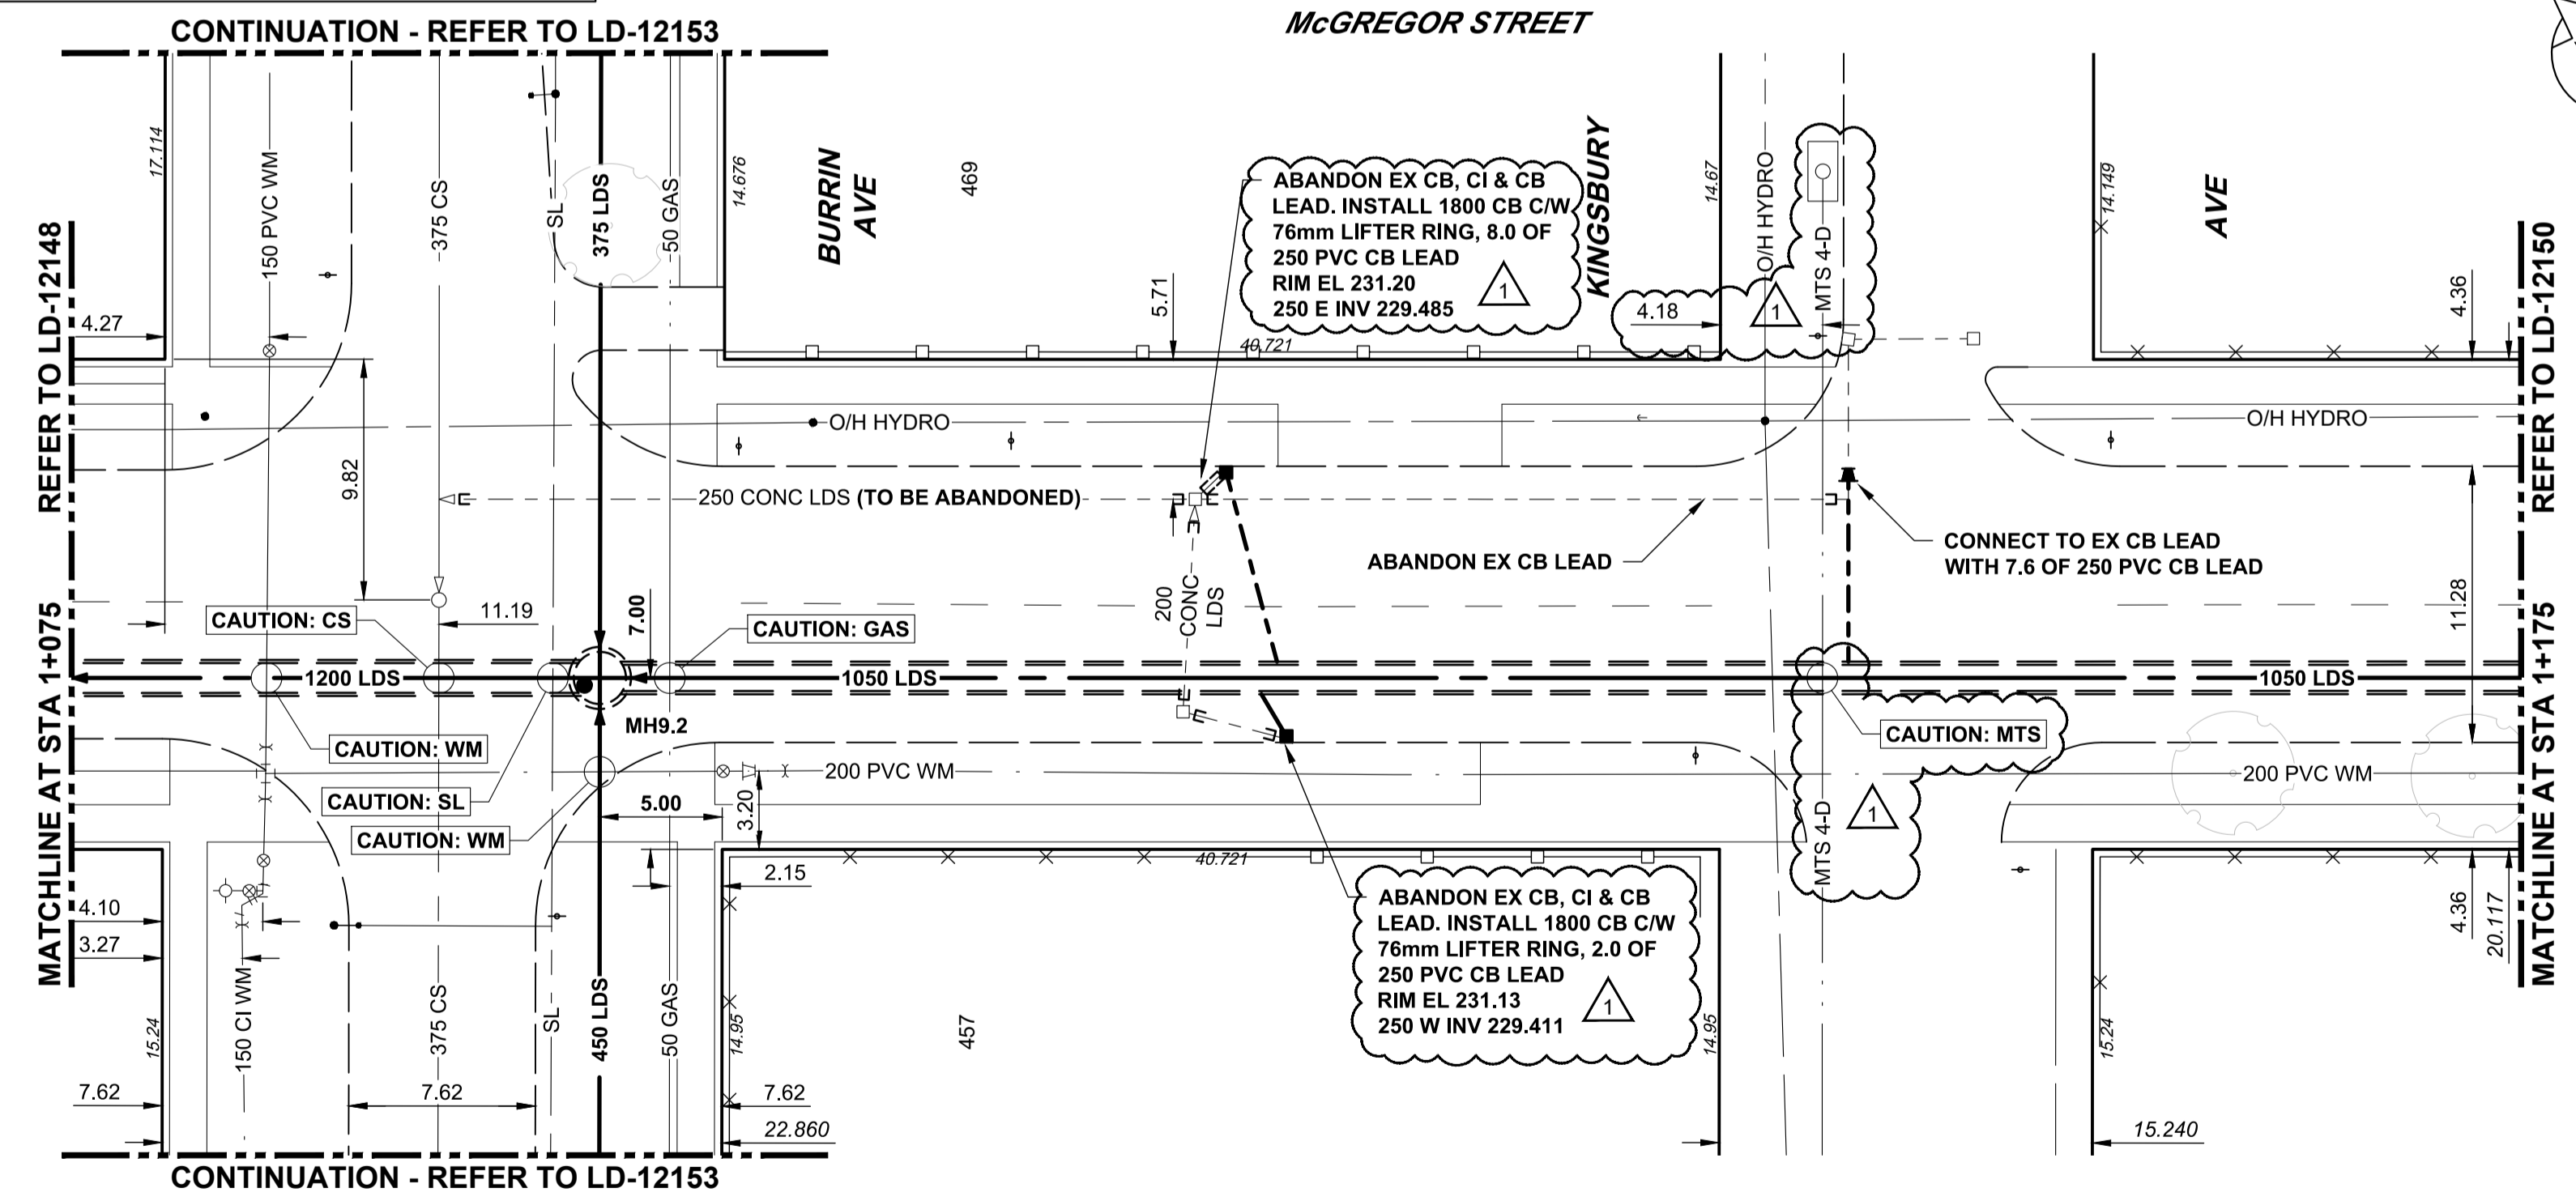 CONTINUATION - REFER TO LD-12153
McGREGOR STREET
17.114
150 PVC WM
375 CS
SL
375 LDS
50 GAS
14.676
BURRIN
AVE
469
ABANDON EX CB, CI & CB
LEAD. INSTALL 1800 CB C/W
76mm LIFTER RING, 8.0 OF
250 PVC CB LEAD
RIM EL 231.20
250 E INV 229.485
1
KINGSBURY
14.67
O/H HYDRO
MTS 4-D
14.149
AVE
REFER TO LD-12148
REFER TO LD-12150
4.27
5.71
4.18
1
4.36
40.721
O/H HYDRO
O/H HYDRO
9.82
250 CONC LDS (TO BE ABANDONED)
ABANDON EX CB LEAD
CONNECT TO EX CB LEAD
WITH 7.6 OF 250 PVC CB LEAD
200
CONC
LDS
11.28
CAUTION: CS
11.19
7.00
CAUTION: GAS
1200 LDS
1050 LDS
1050 LDS
MH9.2
CAUTION: WM
CAUTION: MTS
200 PVC WM
200 PVC WM
CAUTION: SL
5.00
3.20
CAUTION: WM
MTS 4-D
1
MATCHLINE AT STA 1+075
MATCHLINE AT STA 1+175
2.15
40.721
4.10
3.27
ABANDON EX CB, CI & CB
LEAD. INSTALL 1800 CB C/W
76mm LIFTER RING, 2.0 OF
250 PVC CB LEAD
RIM EL 231.13
250 W INV 229.411
1
4.36
20.117
15.24
150 CI WM
375 CS
SL
450 LDS
50 GAS
14.95
457
14.95
15.24
7.62
7.62
7.62
22.860
15.240
CONTINUATION - REFER TO LD-12153